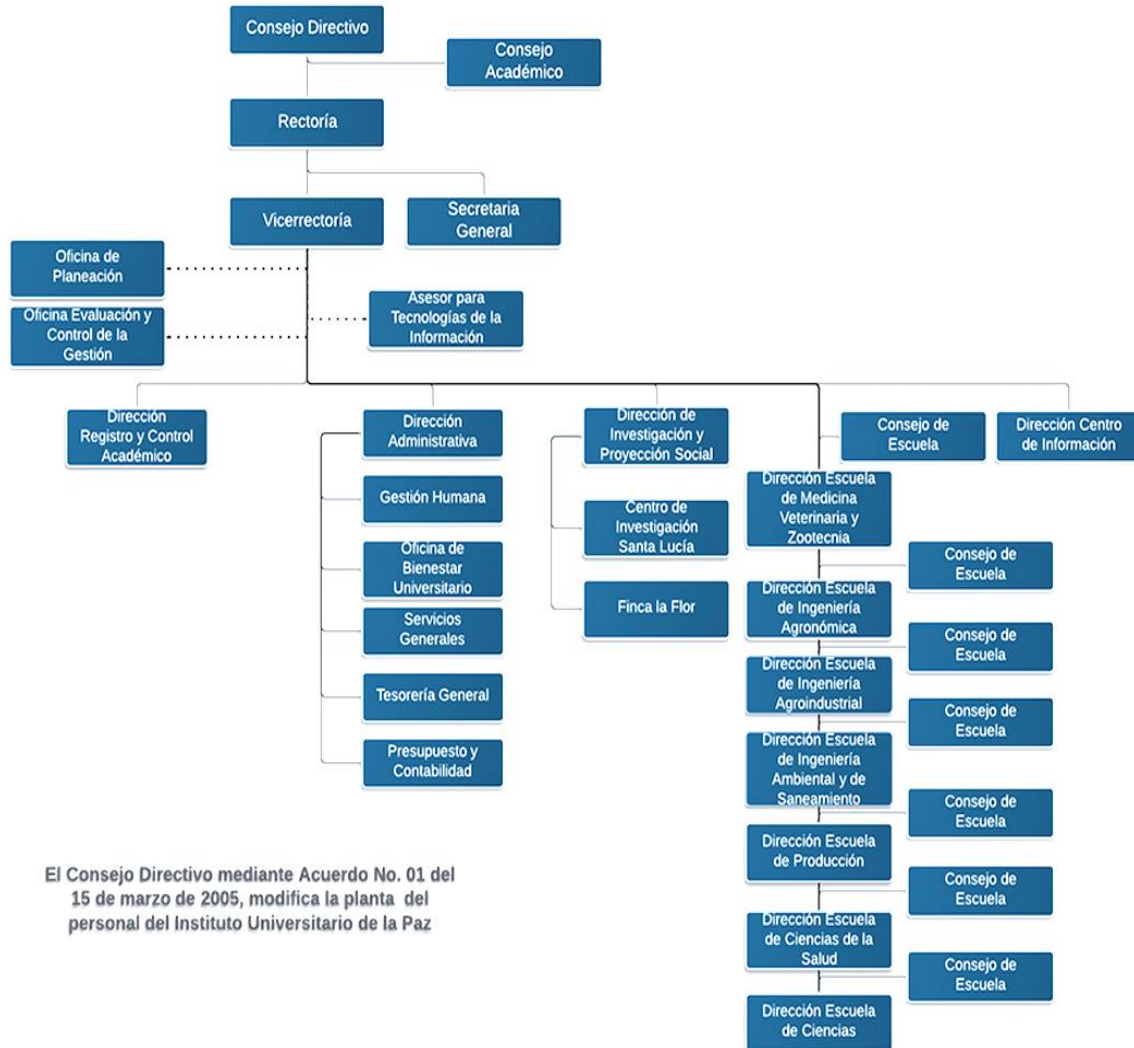 Consejo Directivo
Consejo
Académico
Rectoría
Vicerrectoría
Secretaria
General
Oficina de
Planeación
Oficina Evaluación y
Control de la
Gestión
Asesor para
Tecnologías de la
Información
Dirección
Registro y Control
Académico
Dirección
Administrativa
Gestión Humana
Oficina de
Bienestar
Universitario
Servicios
Generales
Tesorería General
Presupuesto y
Contabilidad
Dirección de
Investigación y
Proyección Social
Centro de
Investigación
Santa Lucía
Finca la Flor
Consejo de
Escuela
Dirección Centro
de Información
Dirección Escuela
de Medicina
Veterinaria y
Zootecnia
Consejo de
Escuela
Dirección Escuela
de Ingeniería
Agronómica
Consejo de
Escuela
Dirección Escuela
de Ingeniería
Agroindustrial
Consejo de
Escuela
Dirección Escuela
de Ingeniería
Ambiental y de
Saneamiento
Consejo de
Escuela
Dirección Escuela
de Producción
Consejo de
Escuela
Dirección Escuela
de Ciencias de la
Salud
Consejo de
Escuela
Dirección Escuela
de Ciencias
El Consejo Directivo mediante Acuerdo No. 01 del
15 de marzo de 2005, modifica la planta del
personal del Instituto Universitario de la Paz